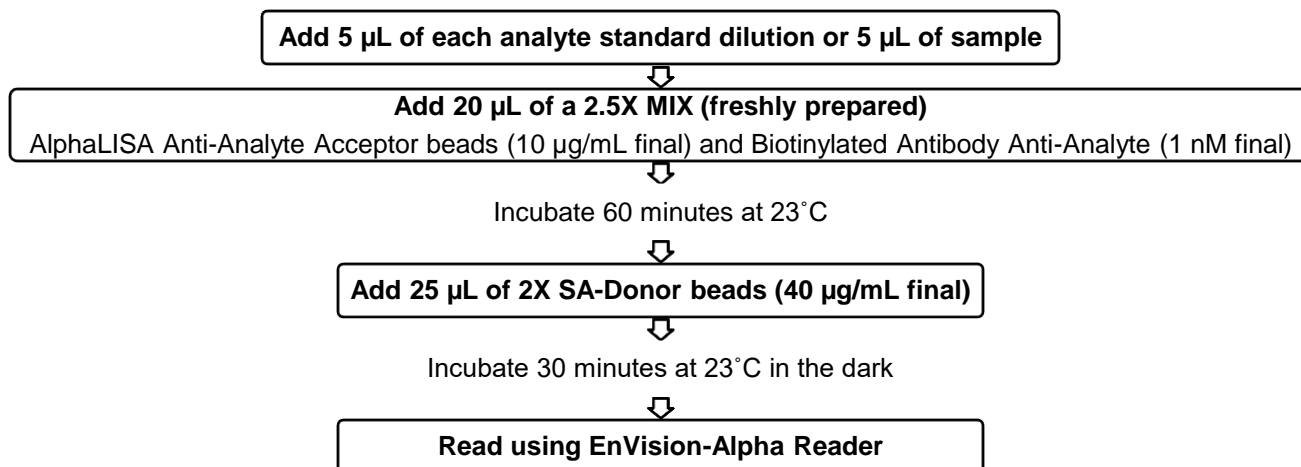 Add 5 µL of each analyte standard dilution or 5 µL of sample
Add 20 µL of a 2.5X MIX (freshly prepared)
AlphaLISA Anti-Analyte Acceptor beads (10 µg/mL final) and Biotinylated Antibody Anti-Analyte (1 nM final)
Incubate 60 minutes at 23˚C
Add 25 µL of 2X SA-Donor beads (40 µg/mL final)
Incubate 30 minutes at 23˚C in the dark
Read using EnVision-Alpha Reader